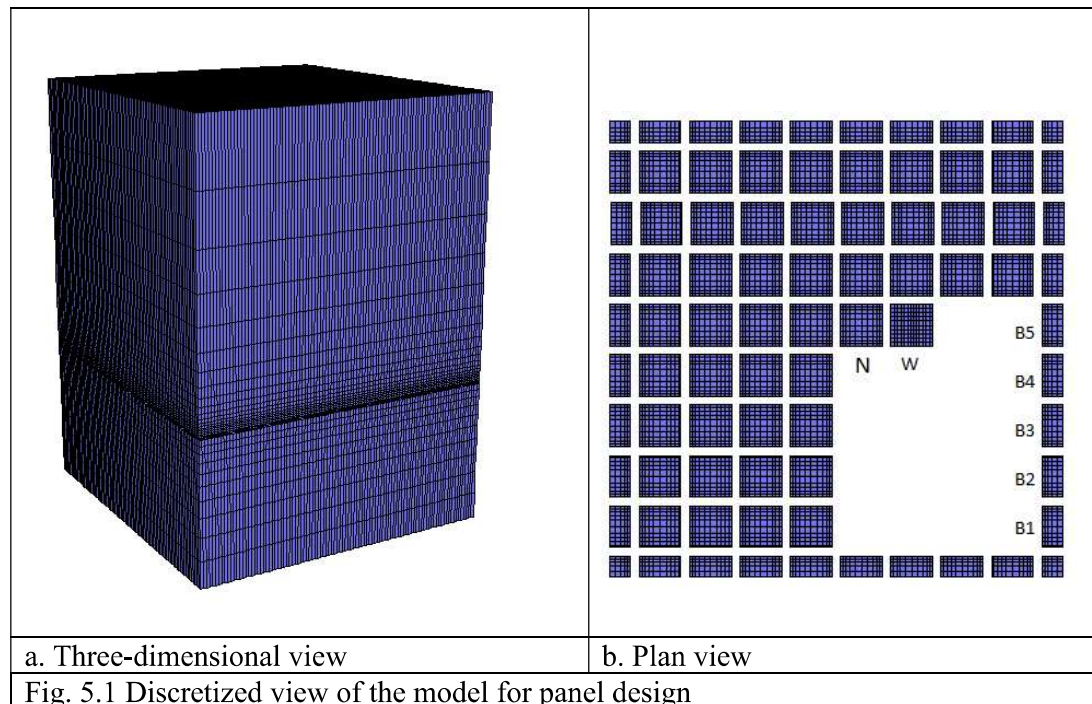 B5
N W
B4
B3
B2
B1
a. Three-dimensional view
b. Plan view
Fig. 5.1 Discretized view of the model for panel design